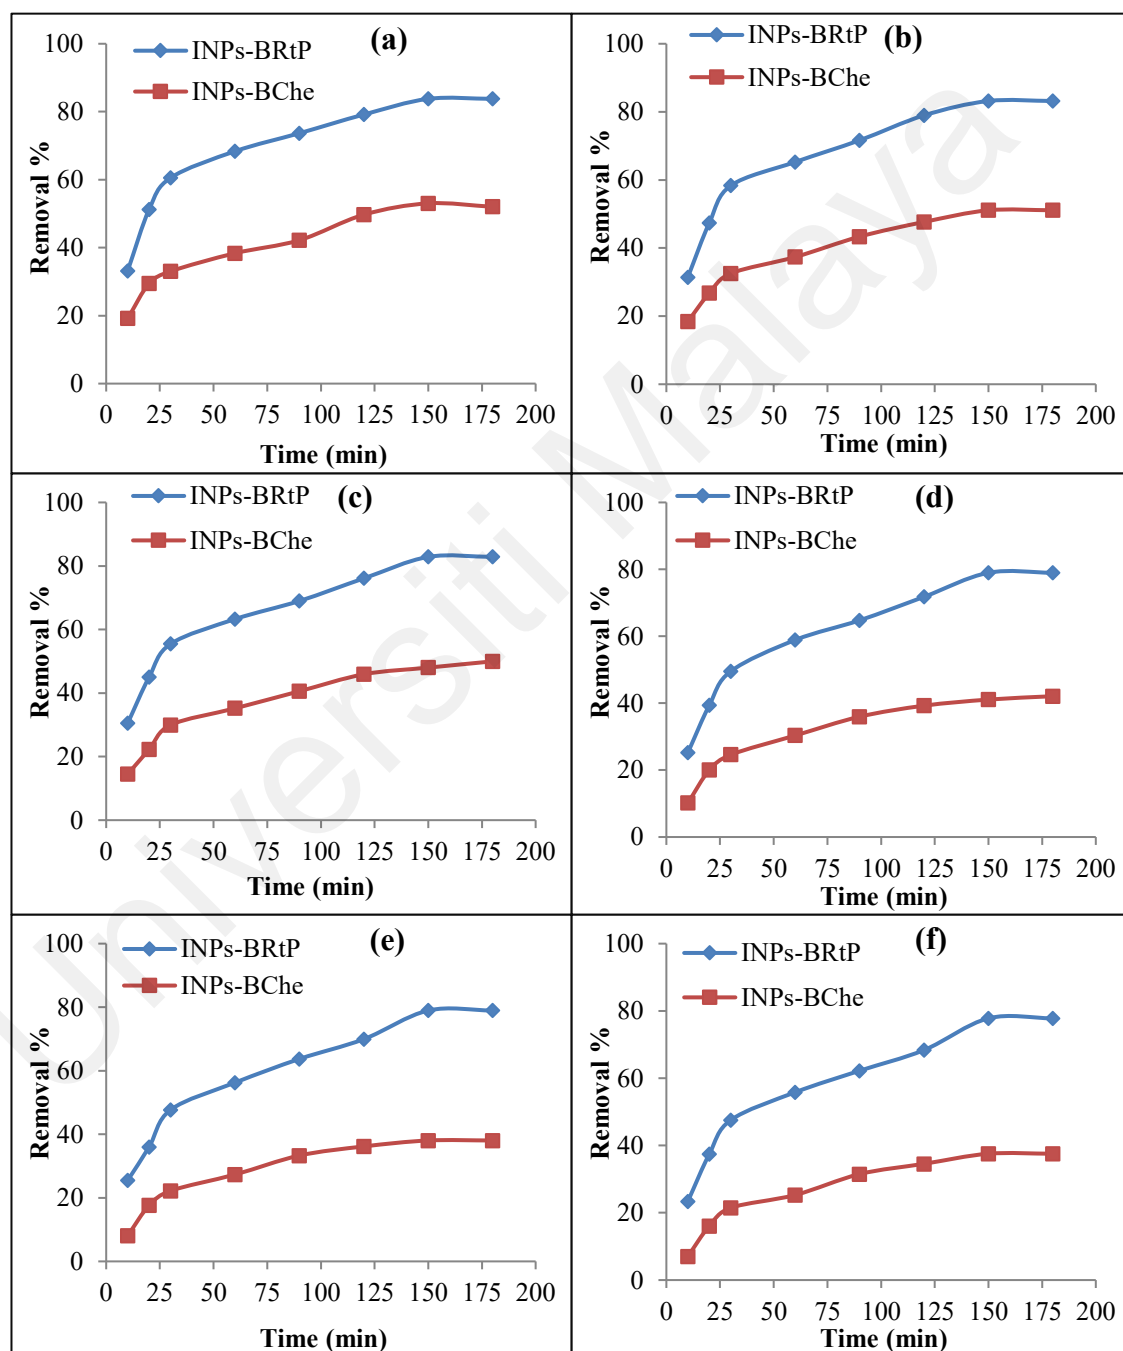 (a)
INPs-BRtP
INPs-BChe
Removal %
100
80
60
40
20
0
0 25 50 75 100 125 150 175 200
Time (min)
(b)
INPs-BRtP
INPs-BChe
Removal %
100
80
60
40
20
0
0 25 50 75 100 125 150 175 200
Time (min)
(c)
INPs-BRtP
INPs-BChe
Removal %
100
80
60
40
20
0
0 25 50 75 100 125 150 175 200
Time (min)
(d)
INPs-BRtP
INPs-BChe
Removal %
100
80
60
40
20
0
0 25 50 75 100 125 150 175 200
Time (min)
(e)
INPs-BRtP
INPs-BChe
Removal %
100
80
60
40
20
0
0 25 50 75 100 125 150 175 200
Time (min)
(f)
INPs-BRtP
INPs-BChe
Removal %
100
80
60
40
20
0
0 25 50 75 100 125 150 175 200
Time (min)
Universiti Malaya